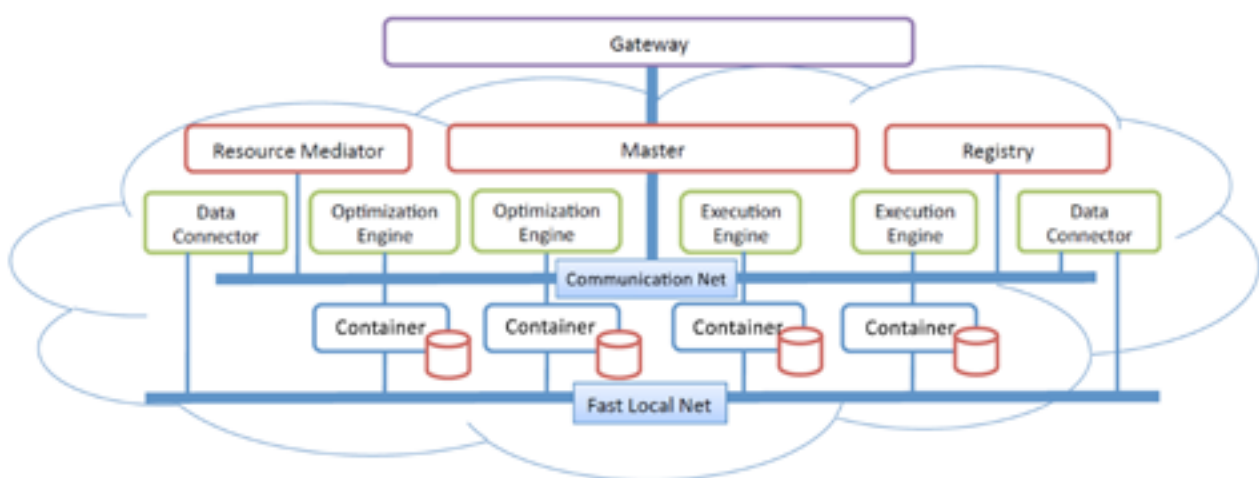 Gateway
Resource Mediator
Master
Registry
Data
Connector
Optimization
Engine
Optimization
Engine
Execution
Engine
Execution
Engine
Data
Connector
Communication Net
Container
Container
Container
Container
Fast Local Net